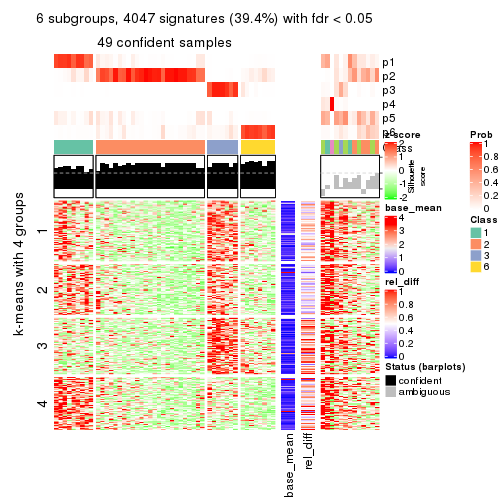 6 subgroups, 4047 signatures (39.4%) with fdr < 0.05
49 confident samples
p1
p2
p3
p4
p5
p6
Class
Silhouette
score
k-means with 4 groups
1
2
3
4
base_mean
rel_diff
z-score
2
1
0
-1
-2
base_mean
4
3
2
1
0
rel_diff
1
0.8
0.6
0.4
0.2
0
Status (barplots)
confident
ambiguous
Prob
1
0.8
0.6
0.4
0.2
0
Class
1
2
3
6